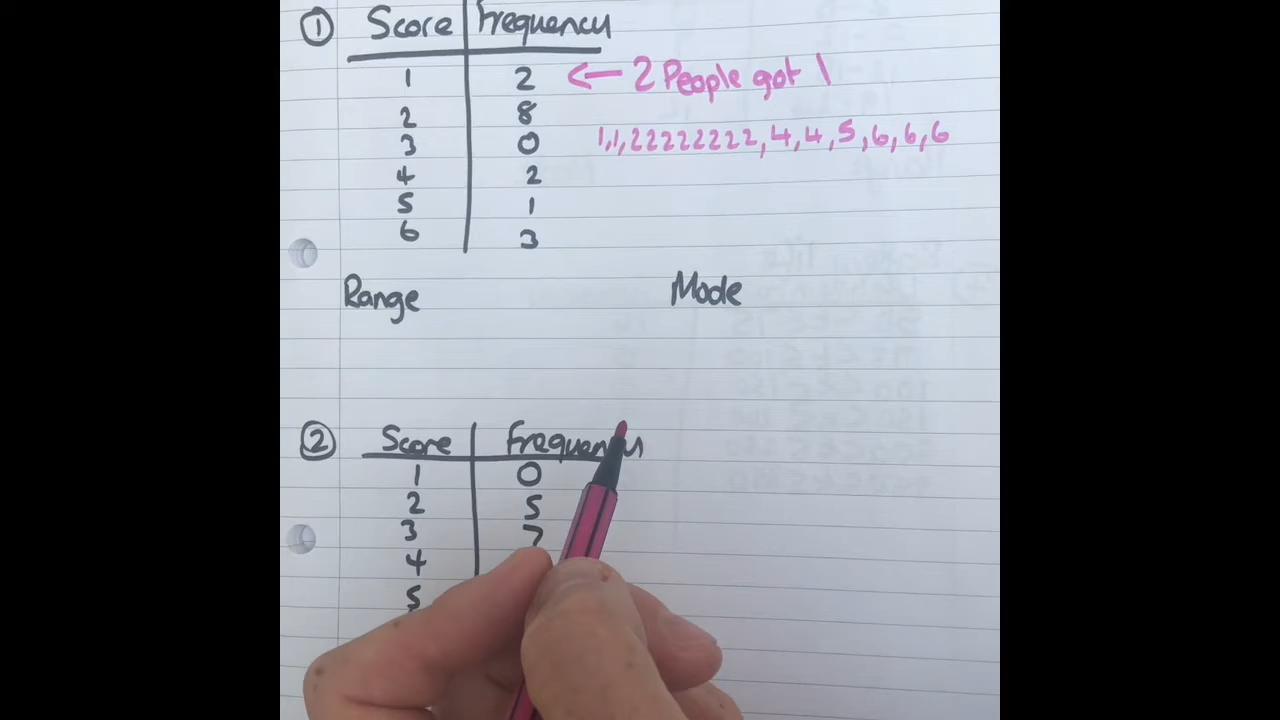 ① Score Frequency
1 2 ← 2 People got 1
2 8
3 0 1,1,22222222,4,4,5,6,6,6
4 2
5 1
6 3
Range Mode
② Score Frequency
1 0
2 5
3 7
4
5